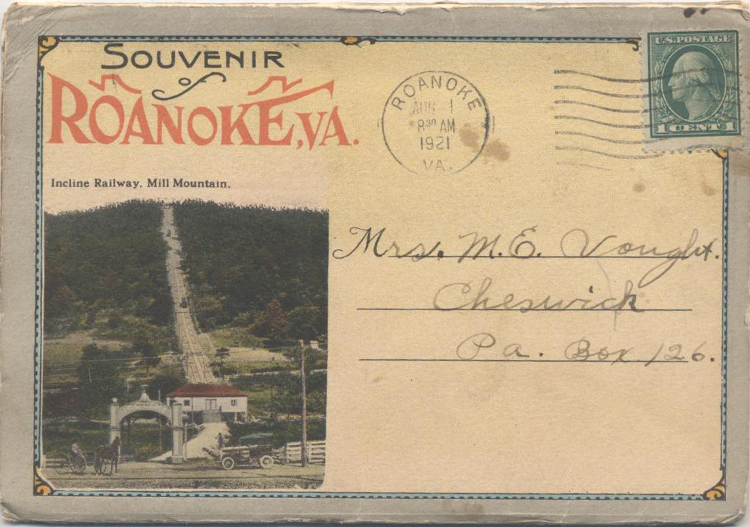 SOUVENIR
of
ROANOKE, VA.
Incline Railway, Mill Mountain.
ROANOKE
AUG 1
8 30 AM
1921
VA.
U.S. POSTAGE
1 CENT 1
Mrs. M. E. Vought.
Cheswick
Pa. Box 126.